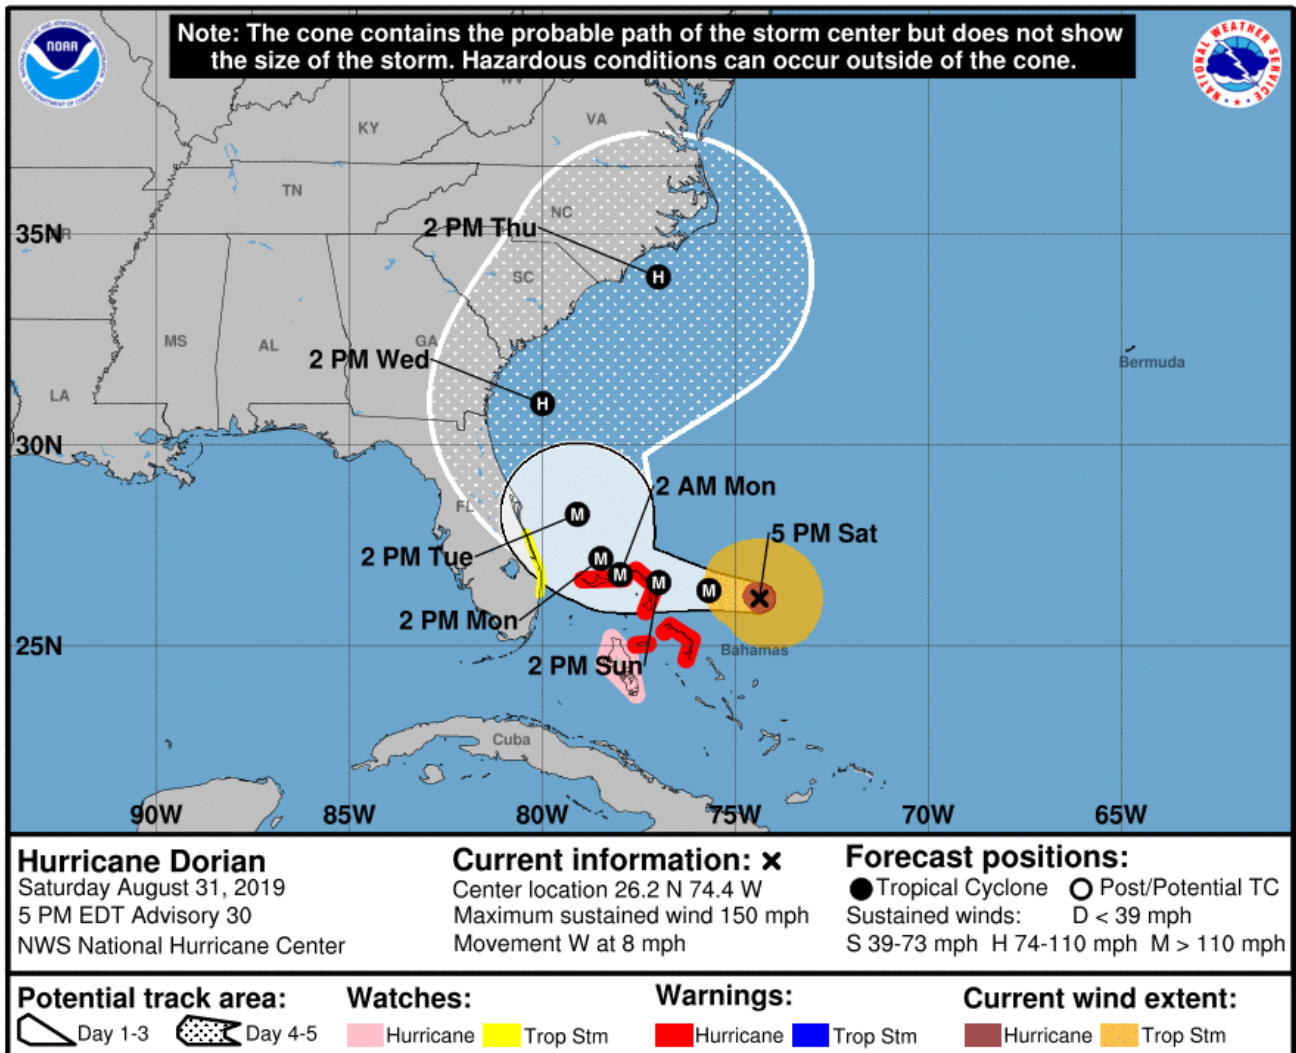 Note: The cone contains the probable path of the storm center but does not show
the size of the storm. Hazardous conditions can occur outside of the cone.
NOAA
NATIONAL WEATHER SERVICE
WV
KY
VA
TN
NC
2 PM Thu
35N
SC
MS
AL
GA
2 PM Wed
Bermuda
LA
30N
2 AM Mon
FL
5 PM Sat
2 PM Tue
2 PM Mon
25N
Bahamas
2 PM Sun
Cuba
H
H
M
M
M
M
M
90W 85W 80W 75W 70W 65W
Hurricane Dorian
Saturday August 31, 2019
5 PM EDT Advisory 30
NWS National Hurricane Center
Current information: x
Center location 26.2 N 74.4 W
Maximum sustained wind 150 mph
Movement W at 8 mph
Forecast positions:
Tropical Cyclone Post/Potential TC
Sustained winds: D < 39 mph
S 39-73 mph H 74-110 mph M > 110 mph
Potential track area:
Day 1-3 Day 4-5
Watches:
Hurricane Trop Stm
Warnings:
Hurricane Trop Stm
Current wind extent:
Hurricane Trop Stm